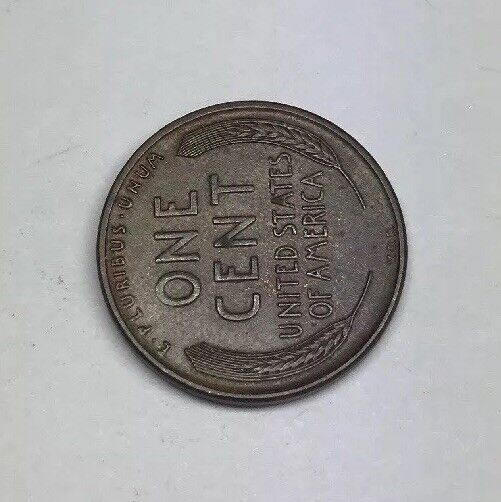 E·PLURIBUS·UNUM
ONE
CENT
UNITED STATES
OF AMERICA